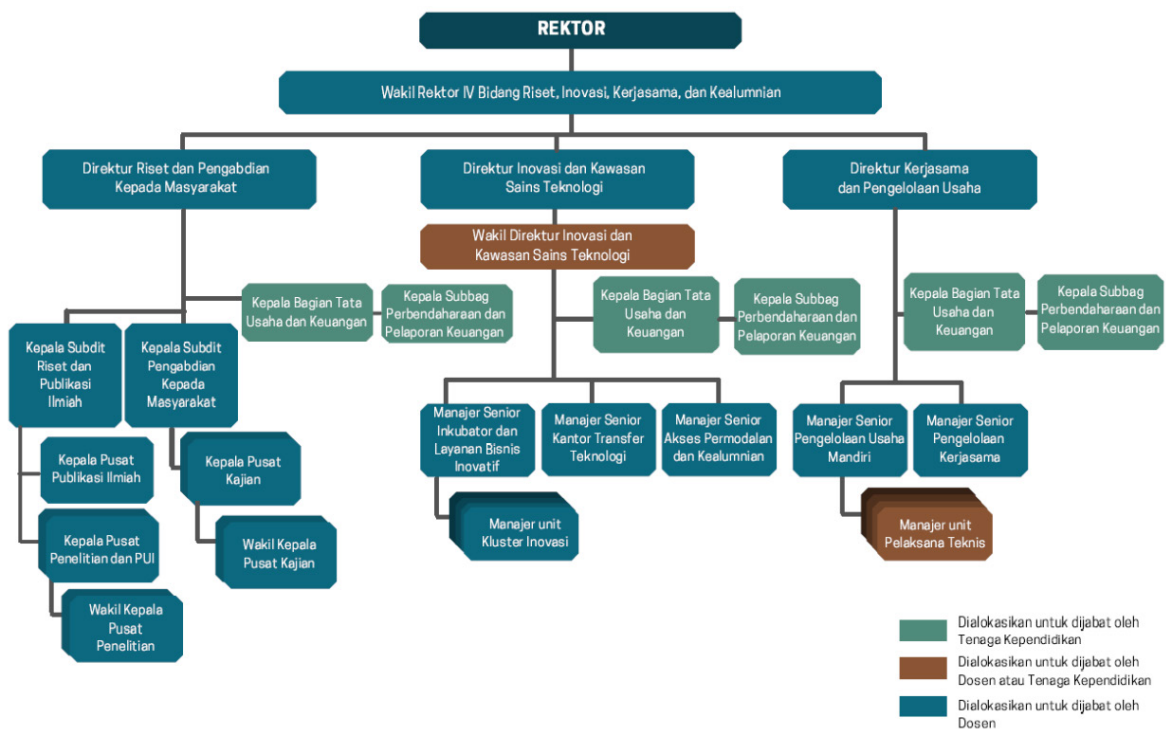 REKTOR
Wakil Rektor IV Bidang Riset, Inovasi, Kerjasama, dan Kealumnian
Direktur Riset dan Pengabdian
Kepada Masyarakat
Direktur Inovasi dan Kawasan
Sains Teknologi
Direktur Kerjasama
dan Pengelolaan Usaha
Wakil Direktur Inovasi dan
Kawasan Sains Teknologi
Kepala Bagian Tata
Usaha dan Keuangan
Kepala Subbag
Perbendaharaan dan
Pelaporan Keuangan
Kepala Bagian Tata
Usaha dan
Keuangan
Kepala Subbag
Perbendaharaan dan
Pelaporan Keuangan
Kepala Bagian Tata
Usaha dan
Keuangan
Kepala Subbag
Perbendaharaan dan
Pelaporan Keuangan
Kepala Subdit
Riset dan
Publikasi
Ilmiah
Kepala Subdit
Pengabdian
Kepada
Masyarakat
Manajer Senior
Inkubator dan
Layanan Bisnis
Inovatif
Manajer Senior
Kantor Transfer
Teknologi
Manajer Senior
Akses Permodalan
dan Kealumnian
Manajer Senior
Pengelolaan Usaha
Mandiri
Manajer Senior
Pengelolaan
Kerjasama
Kepala Pusat
Publikasi Ilmiah
Kepala Pusat
Kajian
Kepala Pusat
Penelitian dan PUI
Wakil Kepala
Pusat Kajian
Manajer unit
Kluster Inovasi
Manajer unit
Pelaksana Teknis
Wakil Kepala
Pusat
Penelitian
Dialokasikan untuk dijabat oleh
Tenaga Kependidikan
Dialokasikan untuk dijabat oleh
Dosen atau Tenaga Kependidikan
Dialokasikan untuk dijabat oleh
Dosen